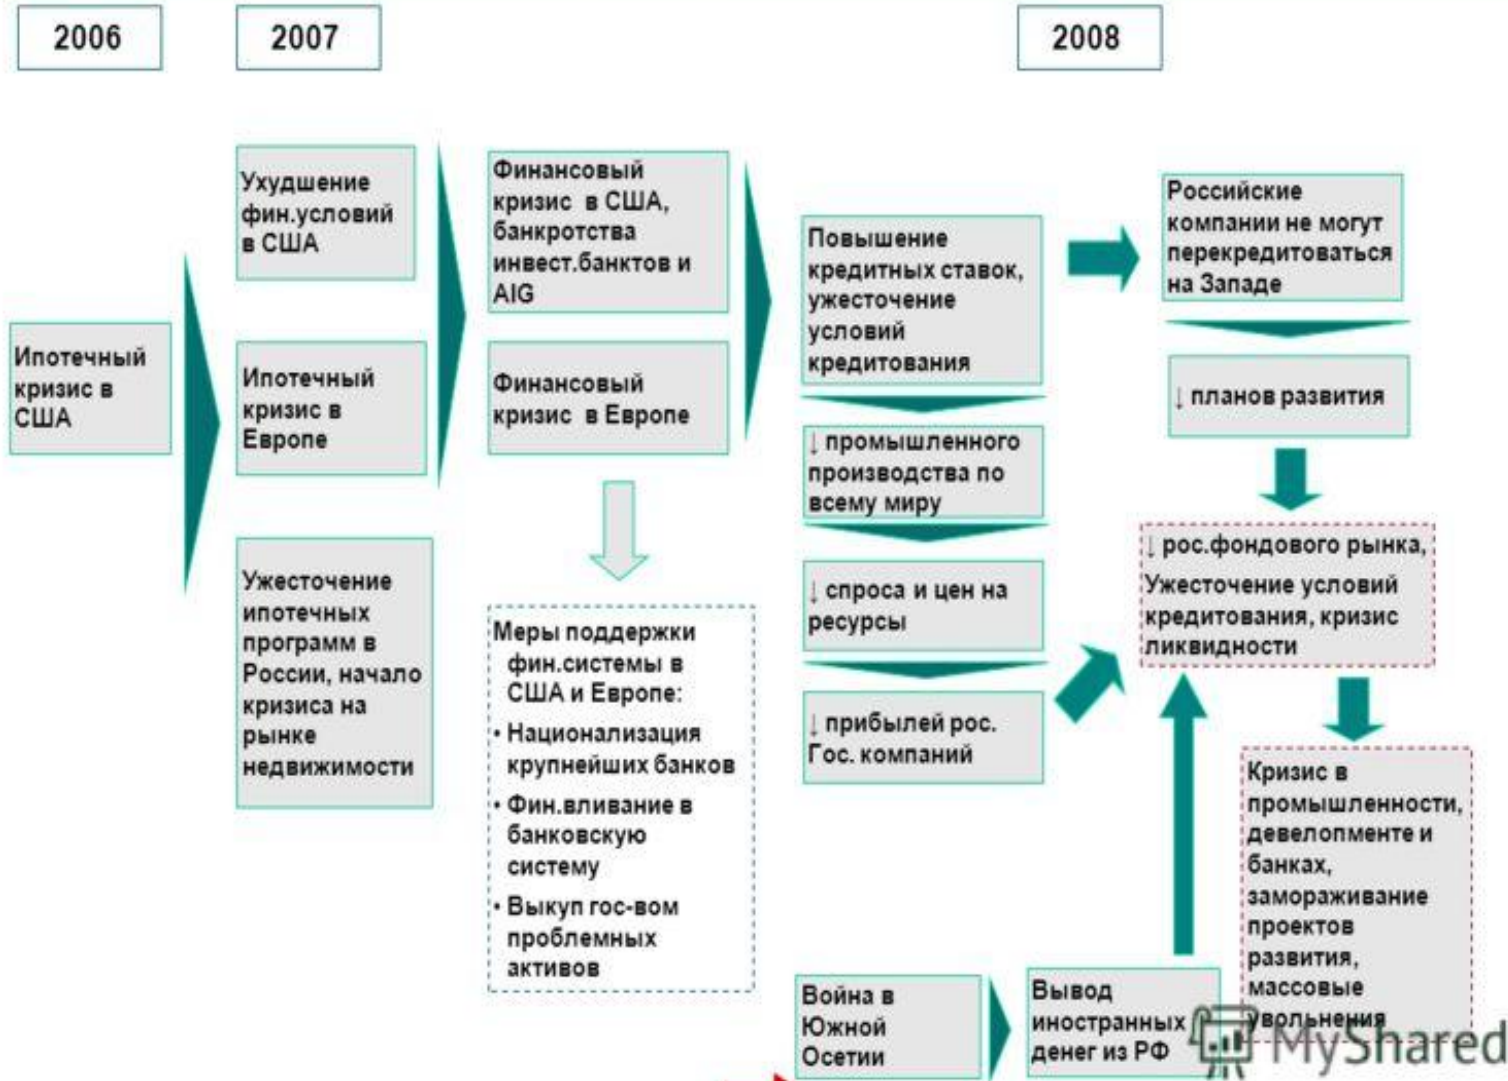 2006
2007
2008
Ипотечный
кризис в
США
Ухудшение
фин.условий
в США
Ипотечный
кризис в
Европе
Ужесточение
ипотечных
программ в
России, начало
кризиса на
рынке
недвижимости
Финансовый
кризис в США,
банкротства
инвест.банктов и
AIG
Финансовый
кризис в Европе
Меры поддержки
фин.системы в
США и Европе:
• Национализация
крупнейших банков
• Фин.вливание в
банковскую
систему
• Выкуп гос-вом
проблемных
активов
Повышение
кредитных ставок,
ужесточение
условий
кредитования
↓ промышленного
производства по
всему миру
↓ спроса и цен на
ресурсы
↓ прибылей рос.
Гос. компаний
Российские
компании не могут
перекредитоваться
на Западе
↓ планов развития
↓ рос.фондового рынка,
Ужесточение условий
кредитования, кризис
ликвидности
Кризис в
промышленности,
девелопменте и
банках,
замораживание
проектов
развития,
массовые
увольнения
Война в
Южной
Осетии
Вывод
иностранных
денег из РФ
MyShared